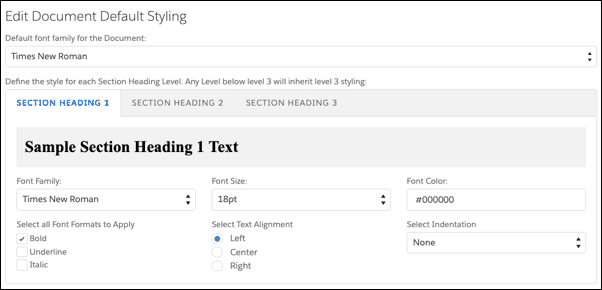 Edit Document Default Styling
Default font family for the Document:
Times New Roman
Define the style for each Section Heading Level. Any Level below level 3 will inherit level 3 styling:
SECTION HEADING 1 SECTION HEADING 2 SECTION HEADING 3
Sample Section Heading 1 Text
Font Family: Font Size: Font Color:
Times New Roman 18pt #000000
Select all Font Formats to Apply Select Text Alignment Select Indentation
Bold Left None
Underline Center
Italic Right